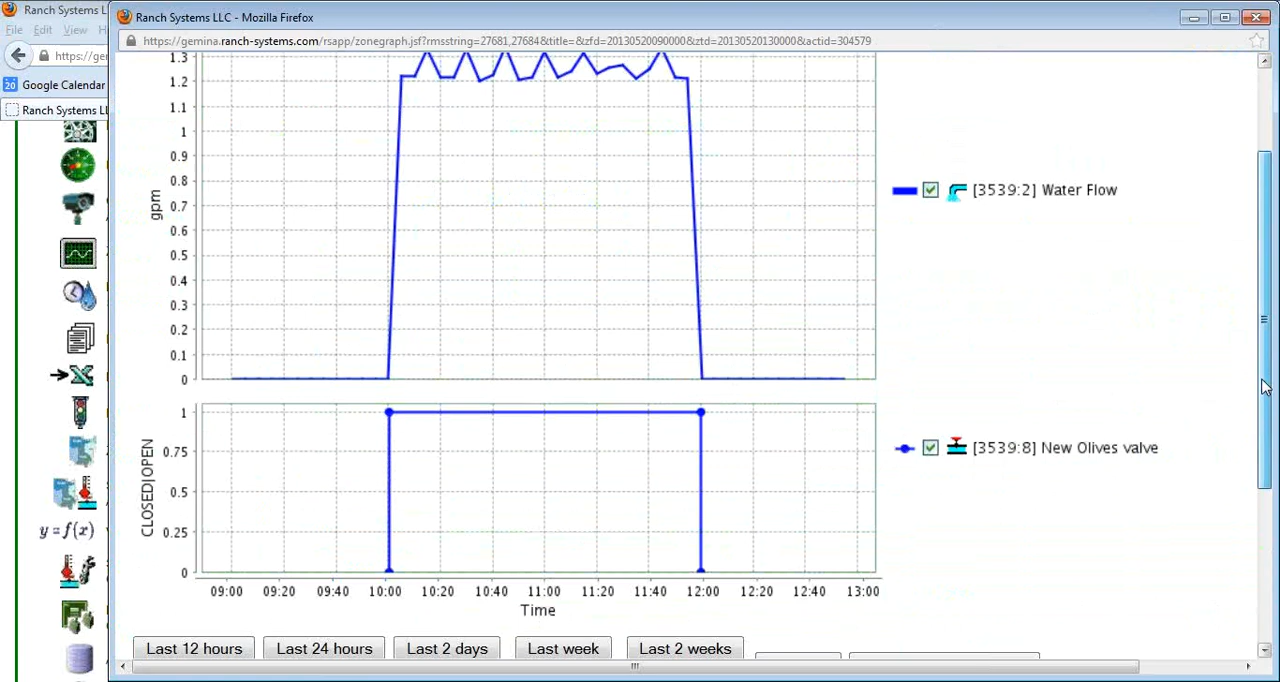 Ranch Systems L
Ranch Systems LLC - Mozilla Firefox
File Edit View H
https://ger
https://gemina.ranch-systems.com/rsapp/zonegraph.jsf?rmsstring=27681,27684&title=&zfd=20130520090000&ztd=20130520130000&actid=304579
20 Google Calendar
Ranch Systems LL
1.3
1.2
1.1
1
0.9
0.8
0.7
0.6
0.5
0.4
0.3
0.2
0.1
0
gpm
[3539:2] Water Flow
y=f(x)
1
0.75
0.5
0.25
0
CLOSED|OPEN
[3539:8] New Olives valve
09:00 09:20 09:40 10:00 10:20 10:40 11:00 11:20 11:40 12:00 12:20 12:40 13:00
Time
Last 12 hours Last 24 hours Last 2 days Last week Last 2 weeks